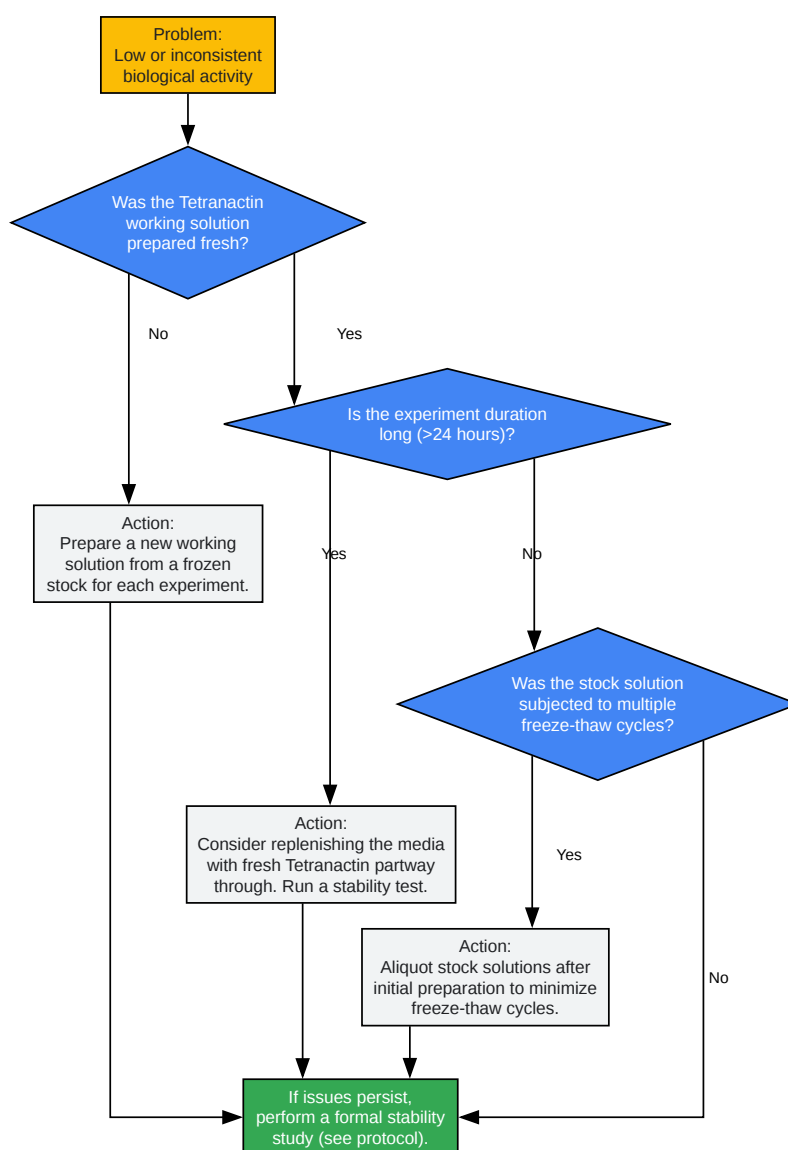 Problem:
Low or inconsistent
biological activity
Was the Tetranactin
working solution
prepared fresh?
No
Yes
Is the experiment duration
long (>24 hours)?
Action:
Prepare a new working
solution from a frozen
stock for each experiment.
Yes
No
Was the stock solution
subjected to multiple
freeze-thaw cycles?
Action:
Consider replenishing the media
with fresh Tetranactin partway
through. Run a stability test.
Yes
Action:
Aliquot stock solutions after
initial preparation to minimize
freeze-thaw cycles.
No
If issues persist,
perform a formal stability
study (see protocol).